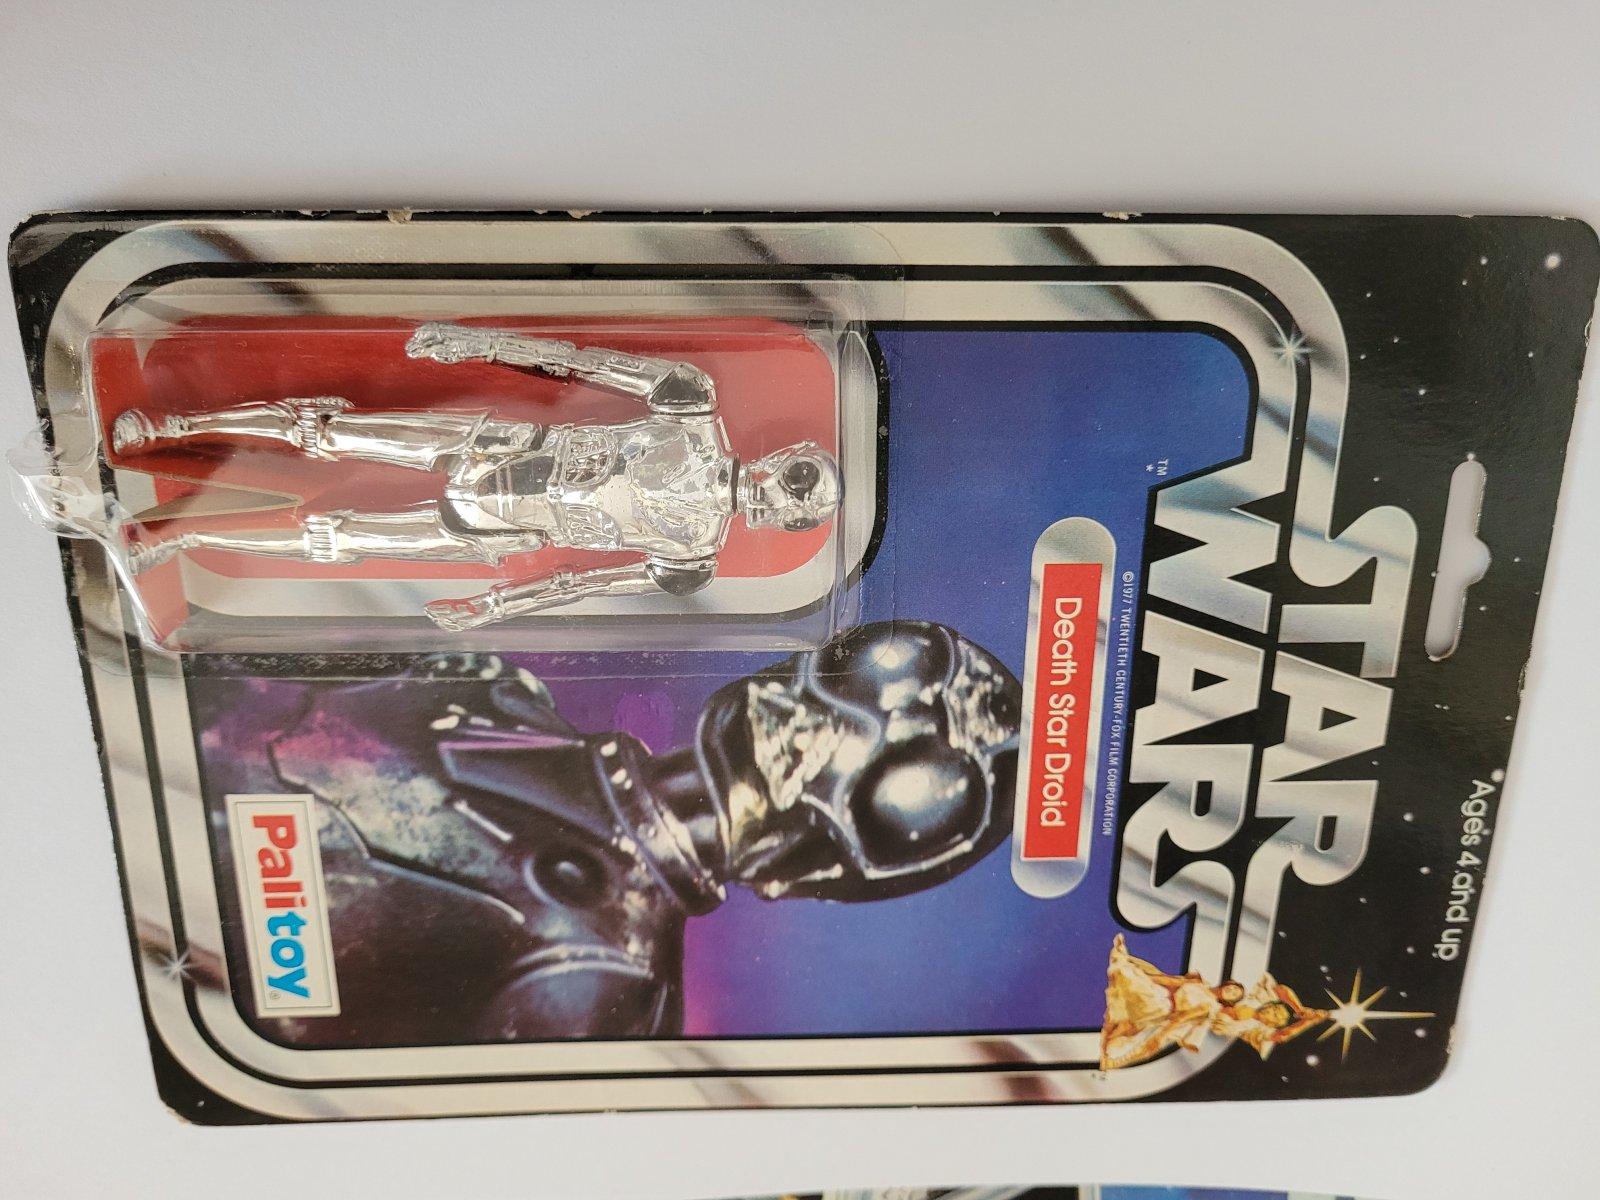 Ages 4 and up
STAR
WARS
TM
*
©1977 TWENTIETH CENTURY-FOX FILM CORPORATION
Death Star Droid
Palitoy®